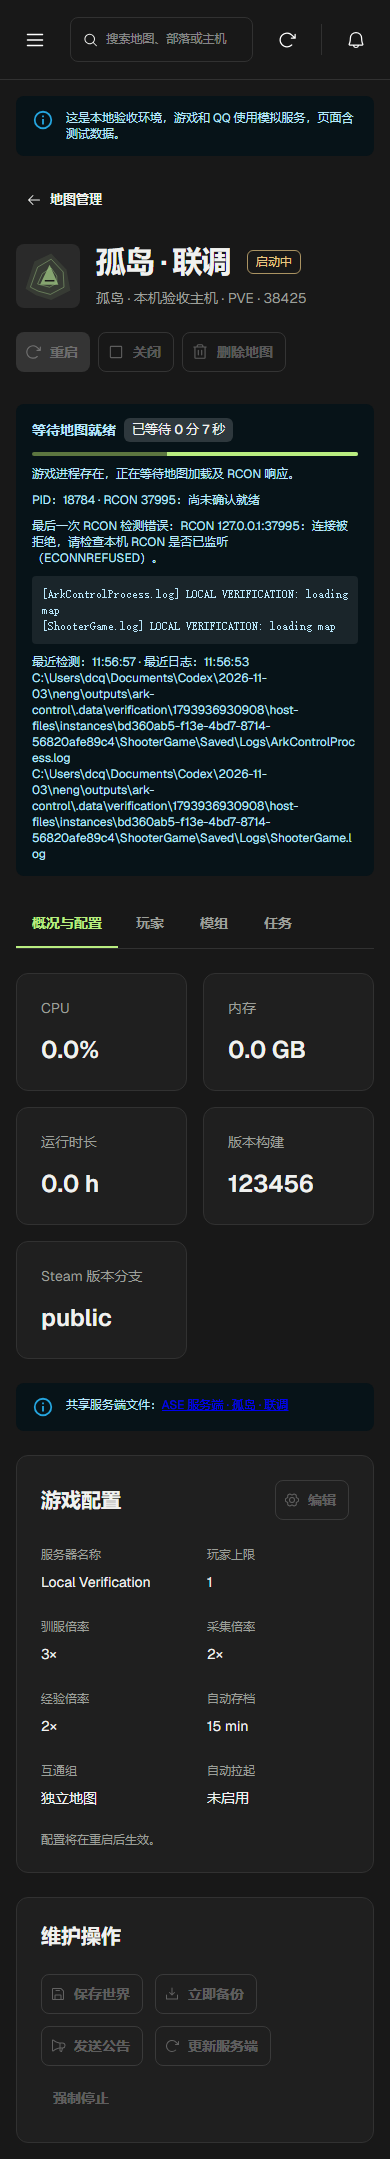 搜索地图、部落或主机
这是本地验收环境，游戏和 QQ 使用模拟服务，页面含
测试数据。
地图管理
孤岛 · 联调
启动中
孤岛 · 本机验收主机 · PVE · 38425
重启
关闭
删除地图
等待地图就绪
已等待 0 分 7 秒
游戏进程存在，正在等待地图加载及 RCON 响应。
PID：18784 · RCON 37995：尚未确认就绪
最后一次 RCON 检测错误：RCON 127.0.0.1:37995：连接被
拒绝，请检查本机 RCON 是否已监听
（ECONNREFUSED）。
[ArkControlProcess.log] LOCAL VERIFICATION: loading
map
[ShooterGame.log] LOCAL VERIFICATION: loading map
最近检测：11:56:57 · 最近日志：11:56:53
C:\Users\dcq\Documents\Codex\2026-11-
03\neng\outputs\ark-
control\.data\verification\1793936930908\host-
files\instances\bd360ab5-f13e-4bd7-8714-
56820afe89c4\ShooterGame\Saved\Logs\ArkControlProc
ess.log
C:\Users\dcq\Documents\Codex\2026-11-
03\neng\outputs\ark-
control\.data\verification\1793936930908\host-
files\instances\bd360ab5-f13e-4bd7-8714-
56820afe89c4\ShooterGame\Saved\Logs\ShooterGame.l
og
概况与配置
玩家
模组
任务
CPU
0.0%
内存
0.0 GB
运行时长
0.0 h
版本构建
123456
Steam 版本分支
public
共享服务端文件：ASE 服务端 · 孤岛 · 联调
游戏配置
编辑
服务器名称
Local Verification
玩家上限
1
驯服倍率
3×
采集倍率
2×
经验倍率
2×
自动存档
15 min
互通组
独立地图
自动拉起
未启用
配置将在重启后生效。
维护操作
保存世界
立即备份
发送公告
更新服务端
强制停止